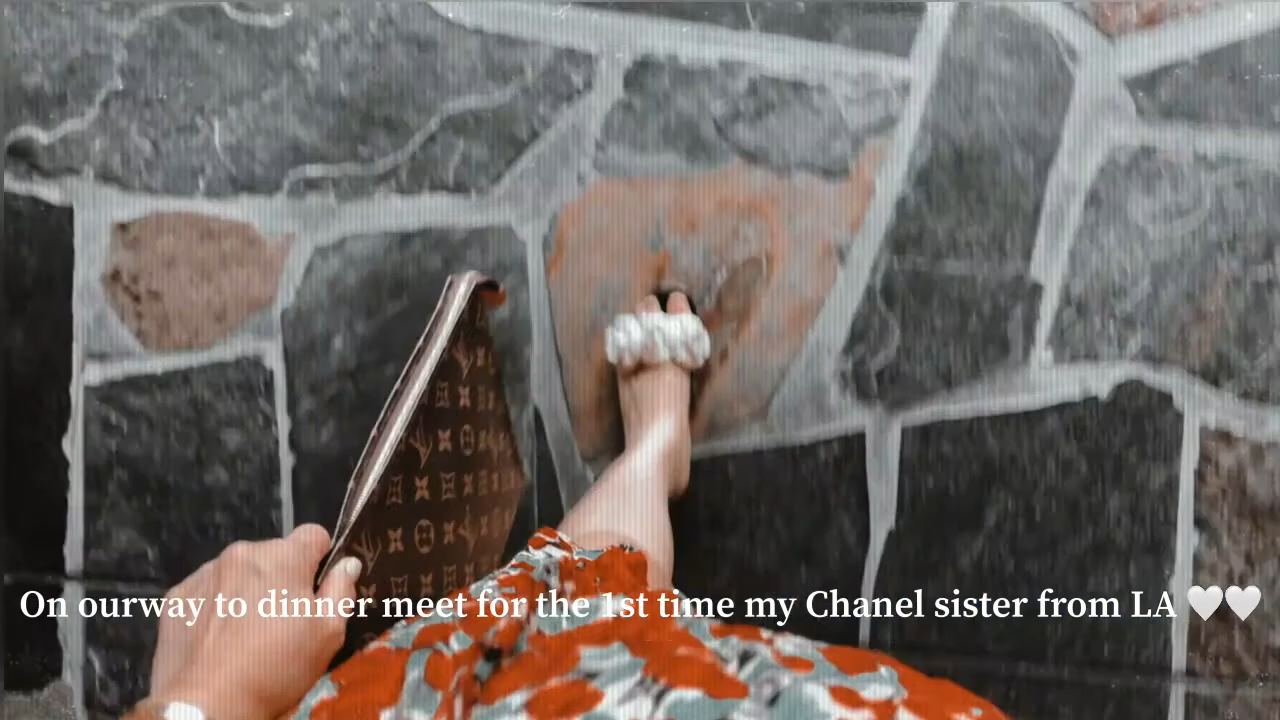 On ourway to dinner meet for the 1st time my Chanel sister from LA 🤍🤍